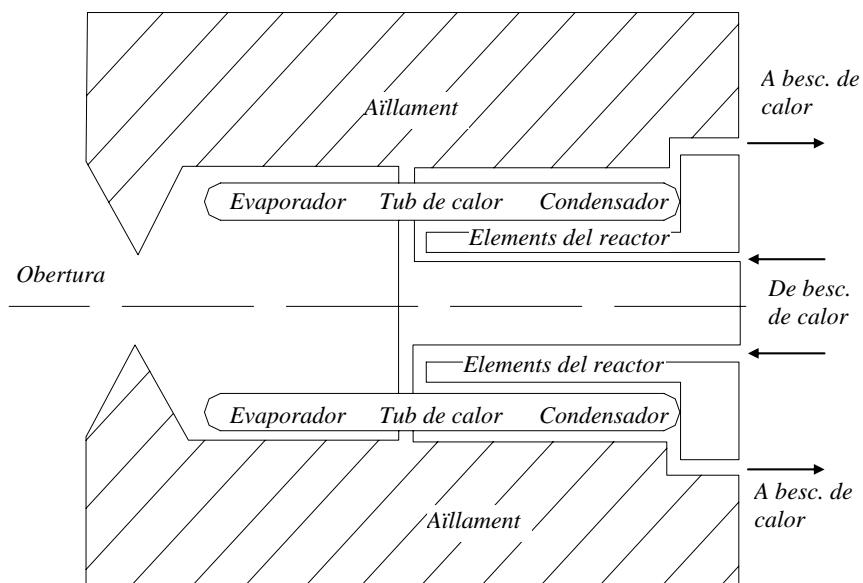 A besc. de
calor
Aïllament
Evaporador Tub de calor Condensador
Elements del reactor
Obertura
De besc.
de calor
Elements del reactor
Evaporador Tub de calor Condensador
A besc. de
calor
Aïllament